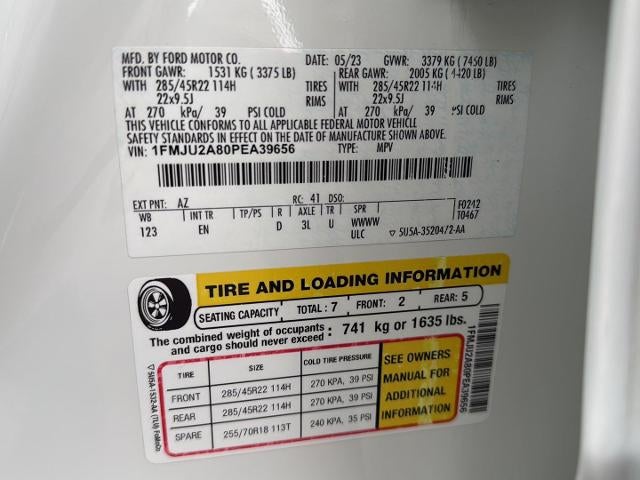 MFD. BY FORD MOTOR CO. DATE: 05/23 GVWR: 3379 KG (7450 LB)
FRONT GAWR: 1531 KG (3375 LB) REAR GAWR: 2005 KG (4420 LB)
WITH 285/45R22 114H TIRES WITH 285/45R22 114H TIRES
22x9.5J RIMS 22x9.5J RIMS
AT 270 kPa/ 39 PSI COLD AT 270 kPa/ 39 PSI COLD
THIS VEHICLE CONFORMS TO ALL APPLICABLE FEDERAL MOTOR VEHICLE
SAFETY STANDARDS IN EFFECT ON THE DATE OF MANUFACTURE SHOWN ABOVE.
VIN: 1FMJU2A80PEA39656 TYPE: MPV
EXT PNT: AZ RC: 41 DSO: F0242
WB INT TR TP/PS R AXLE TR SPR T0467
123 EN D 3L U WWWW
ULC ▽ 5U5A-35204/2-AA
TIRE AND LOADING INFORMATION
SEATING CAPACITY TOTAL: 7 FRONT: 2 REAR: 5
The combined weight of occupants and cargo should never exceed : 741 kg or 1635 lbs.
TIRE SIZE COLD TIRE PRESSURE
FRONT 285/45R22 114H 270 KPA, 39 PSI
REAR 285/45R22 114H 270 KPA, 39 PSI
SPARE 255/70R18 113T 240 KPA, 35 PSI
SEE OWNERS
MANUAL FOR
ADDITIONAL
INFORMATION
1FMJU2A80PEA39656